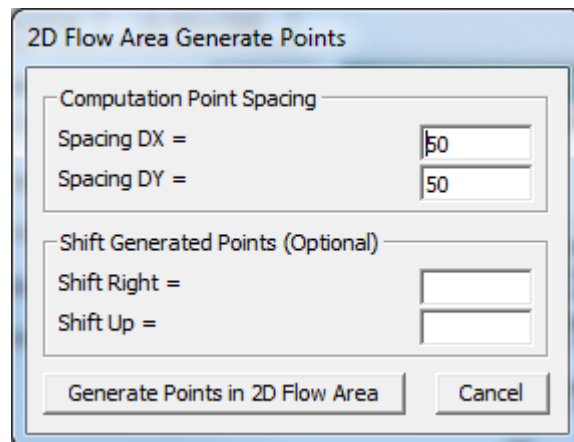 2D Flow Area Generate Points
Computation Point Spacing
Spacing DX = 50
Spacing DY = 50
Shift Generated Points (Optional)
Shift Right =
Shift Up =
Generate Points in 2D Flow Area Cancel